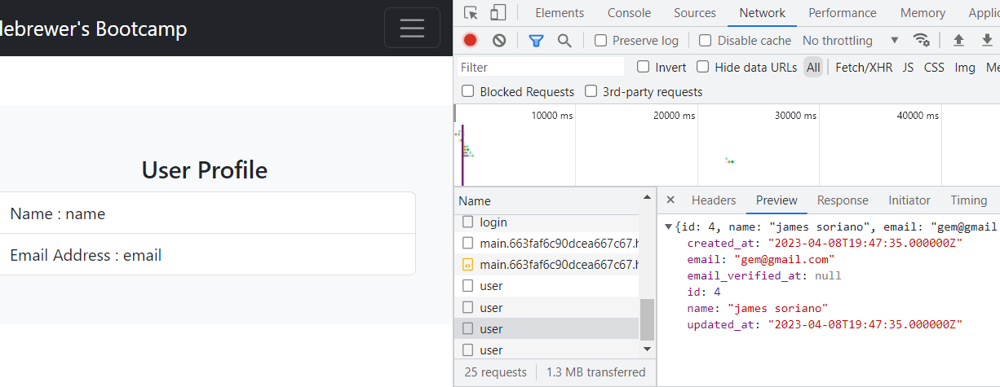 lebrewer's Bootcamp
User Profile
Name : name
Email Address : email
Elements Console Sources Network Performance Memory Applic
Preserve log Disable cache No throttling
Filter Invert Hide data URLs All Fetch/XHR JS CSS Img Me
Blocked Requests 3rd-party requests
10000 ms 20000 ms 30000 ms 40000 ms
Name
login
main.663faf6c90dcea667c67.h
main.663faf6c90dcea667c67.h
user
user
user
user
25 requests 1.3 MB transferred
× Headers Preview Response Initiator Timing
▼{id: 4, name: "james soriano", email: "gem@gmail
created_at: "2023-04-08T19:47:35.000000Z"
email: "gem@gmail.com"
email_verified_at: null
id: 4
name: "james soriano"
updated_at: "2023-04-08T19:47:35.000000Z"